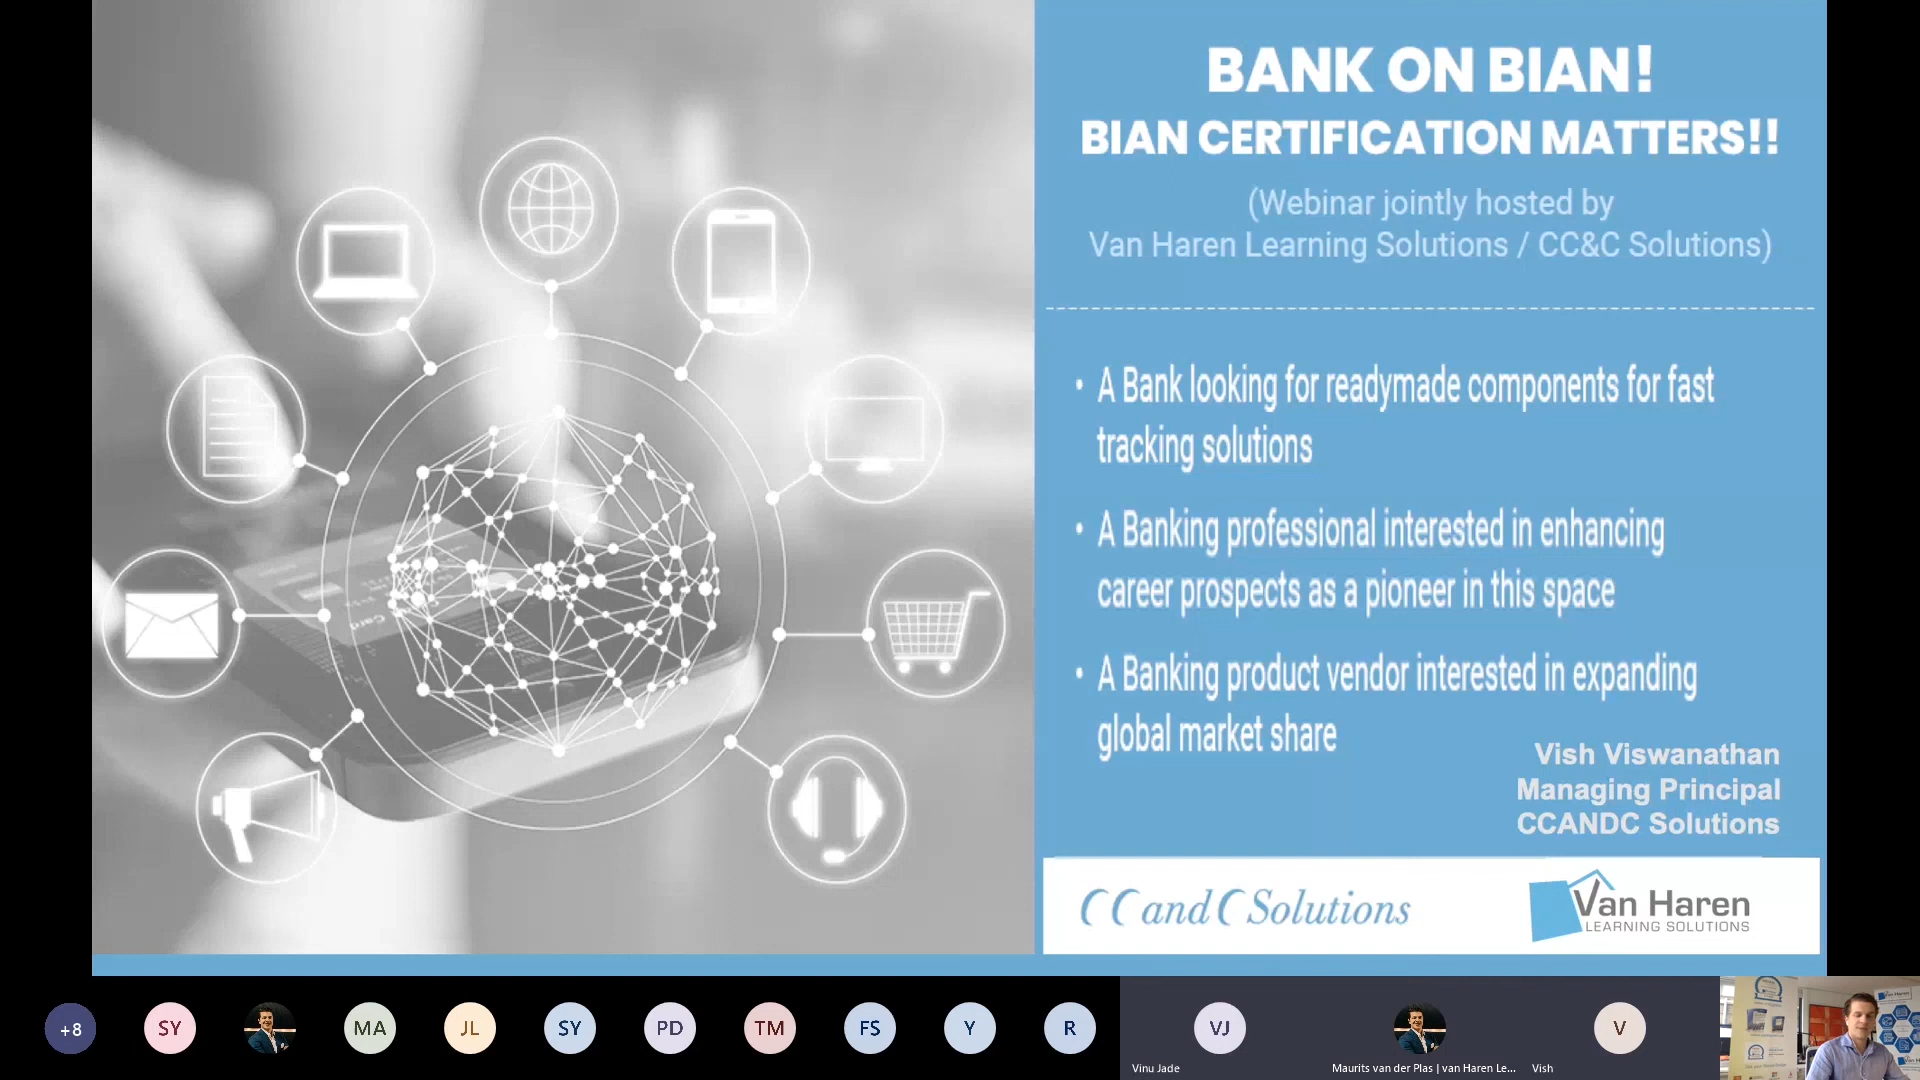 BANK ON BIAN!
BIAN CERTIFICATION MATTERS!!
(Webinar jointly hosted by
Van Haren Learning Solutions / CC&C Solutions)
• A Bank looking for readymade components for fast
tracking solutions
• A Banking professional interested in enhancing
career prospects as a pioneer in this space
• A Banking product vendor interested in expanding
global market share
Vish Viswanathan
Managing Principal
CCANDC Solutions
CC and C Solutions
Van Haren
LEARNING SOLUTIONS
+8
SY
MA
JL
SY
PD
TM
FS
Y
R
VJ
V
Vinu Jade
Maurits van der Plas | van Haren Le...
Vish